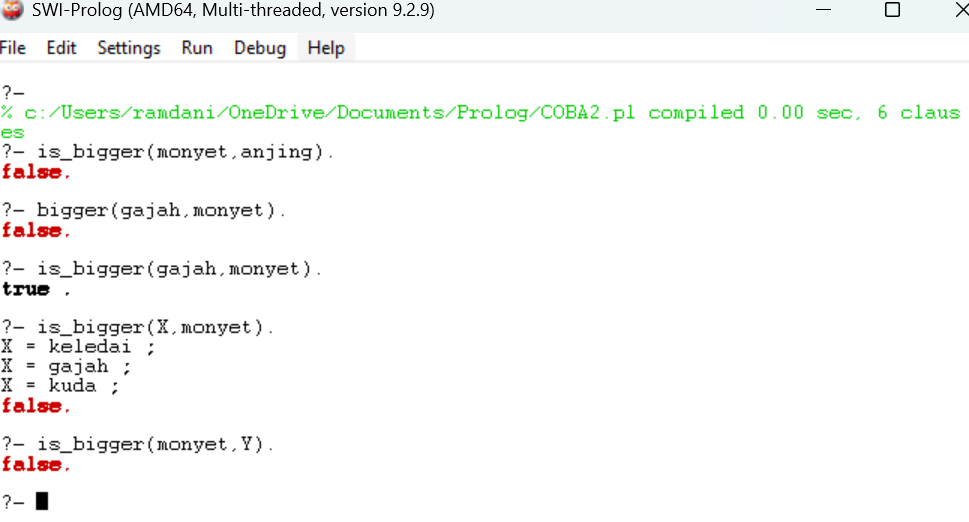 SWI-Prolog (AMD64, Multi-threaded, version 9.2.9)
File Edit Settings Run Debug Help
?-
% c:/Users/ramdani/OneDrive/Documents/Prolog/COBA2.pl compiled 0.00 sec, 6 claus
es
?- is_bigger(monyet,anjing).
false.
?- bigger(gajah,monyet).
false.
?- is_bigger(gajah,monyet).
true .
?- is_bigger(X,monyet).
X = keledai ;
X = gajah ;
X = kuda ;
false.
?- is_bigger(monyet,Y).
false.
?-